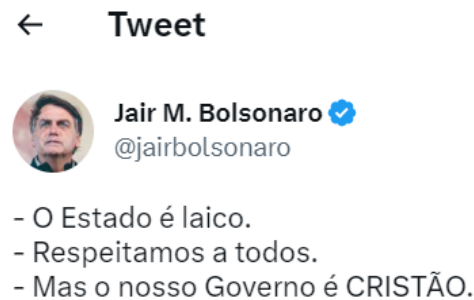 Tweet
Jair M. Bolsonaro
@jairbolsonaro
- O Estado é laico.
- Respeitamos a todos.
- Mas o nosso Governo é CRISTÃO.